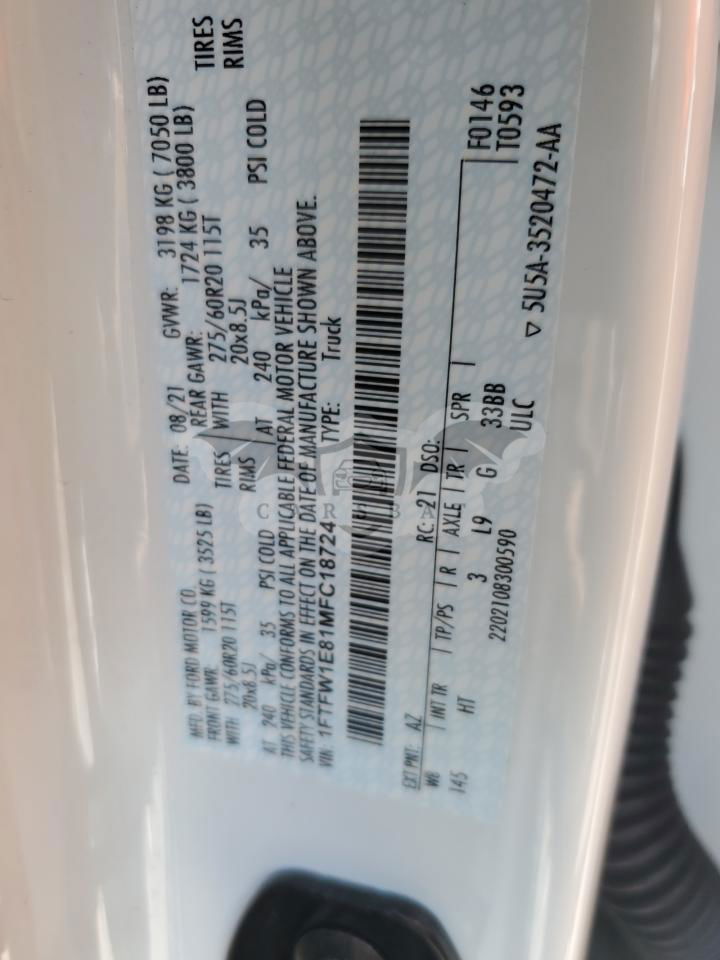 MFD. BY FORD MOTOR CO. DATE: 08/21 GVWR: 3198 KG ( 7050 LB)
FRONT GAWR: 1599 KG ( 3525 LB) REAR GAWR: 1724 KG ( 3800 LB)
WITH 275/60R20 115T TIRES WITH 275/60R20 115T TIRES
20x8.5J RIMS 20x8.5J RIMS
AT 240 kPa/ 35 PSI COLD AT 240 kPa/ 35 PSI COLD
THIS VEHICLE CONFORMS TO ALL APPLICABLE FEDERAL MOTOR VEHICLE
SAFETY STANDARDS IN EFFECT ON THE DATE OF MANUFACTURE SHOWN ABOVE.
VIN: 1FTFW1E81MFC18724 TYPE: Truck
EXT PNT: AZ RC: 21 DSO: F0146
WB INT TR TP/PS R AXLE TR SPR T0593
145 HT 3 L9 G 33BB
2202108300590 ULC ▽ 5U5A-3520472-AA